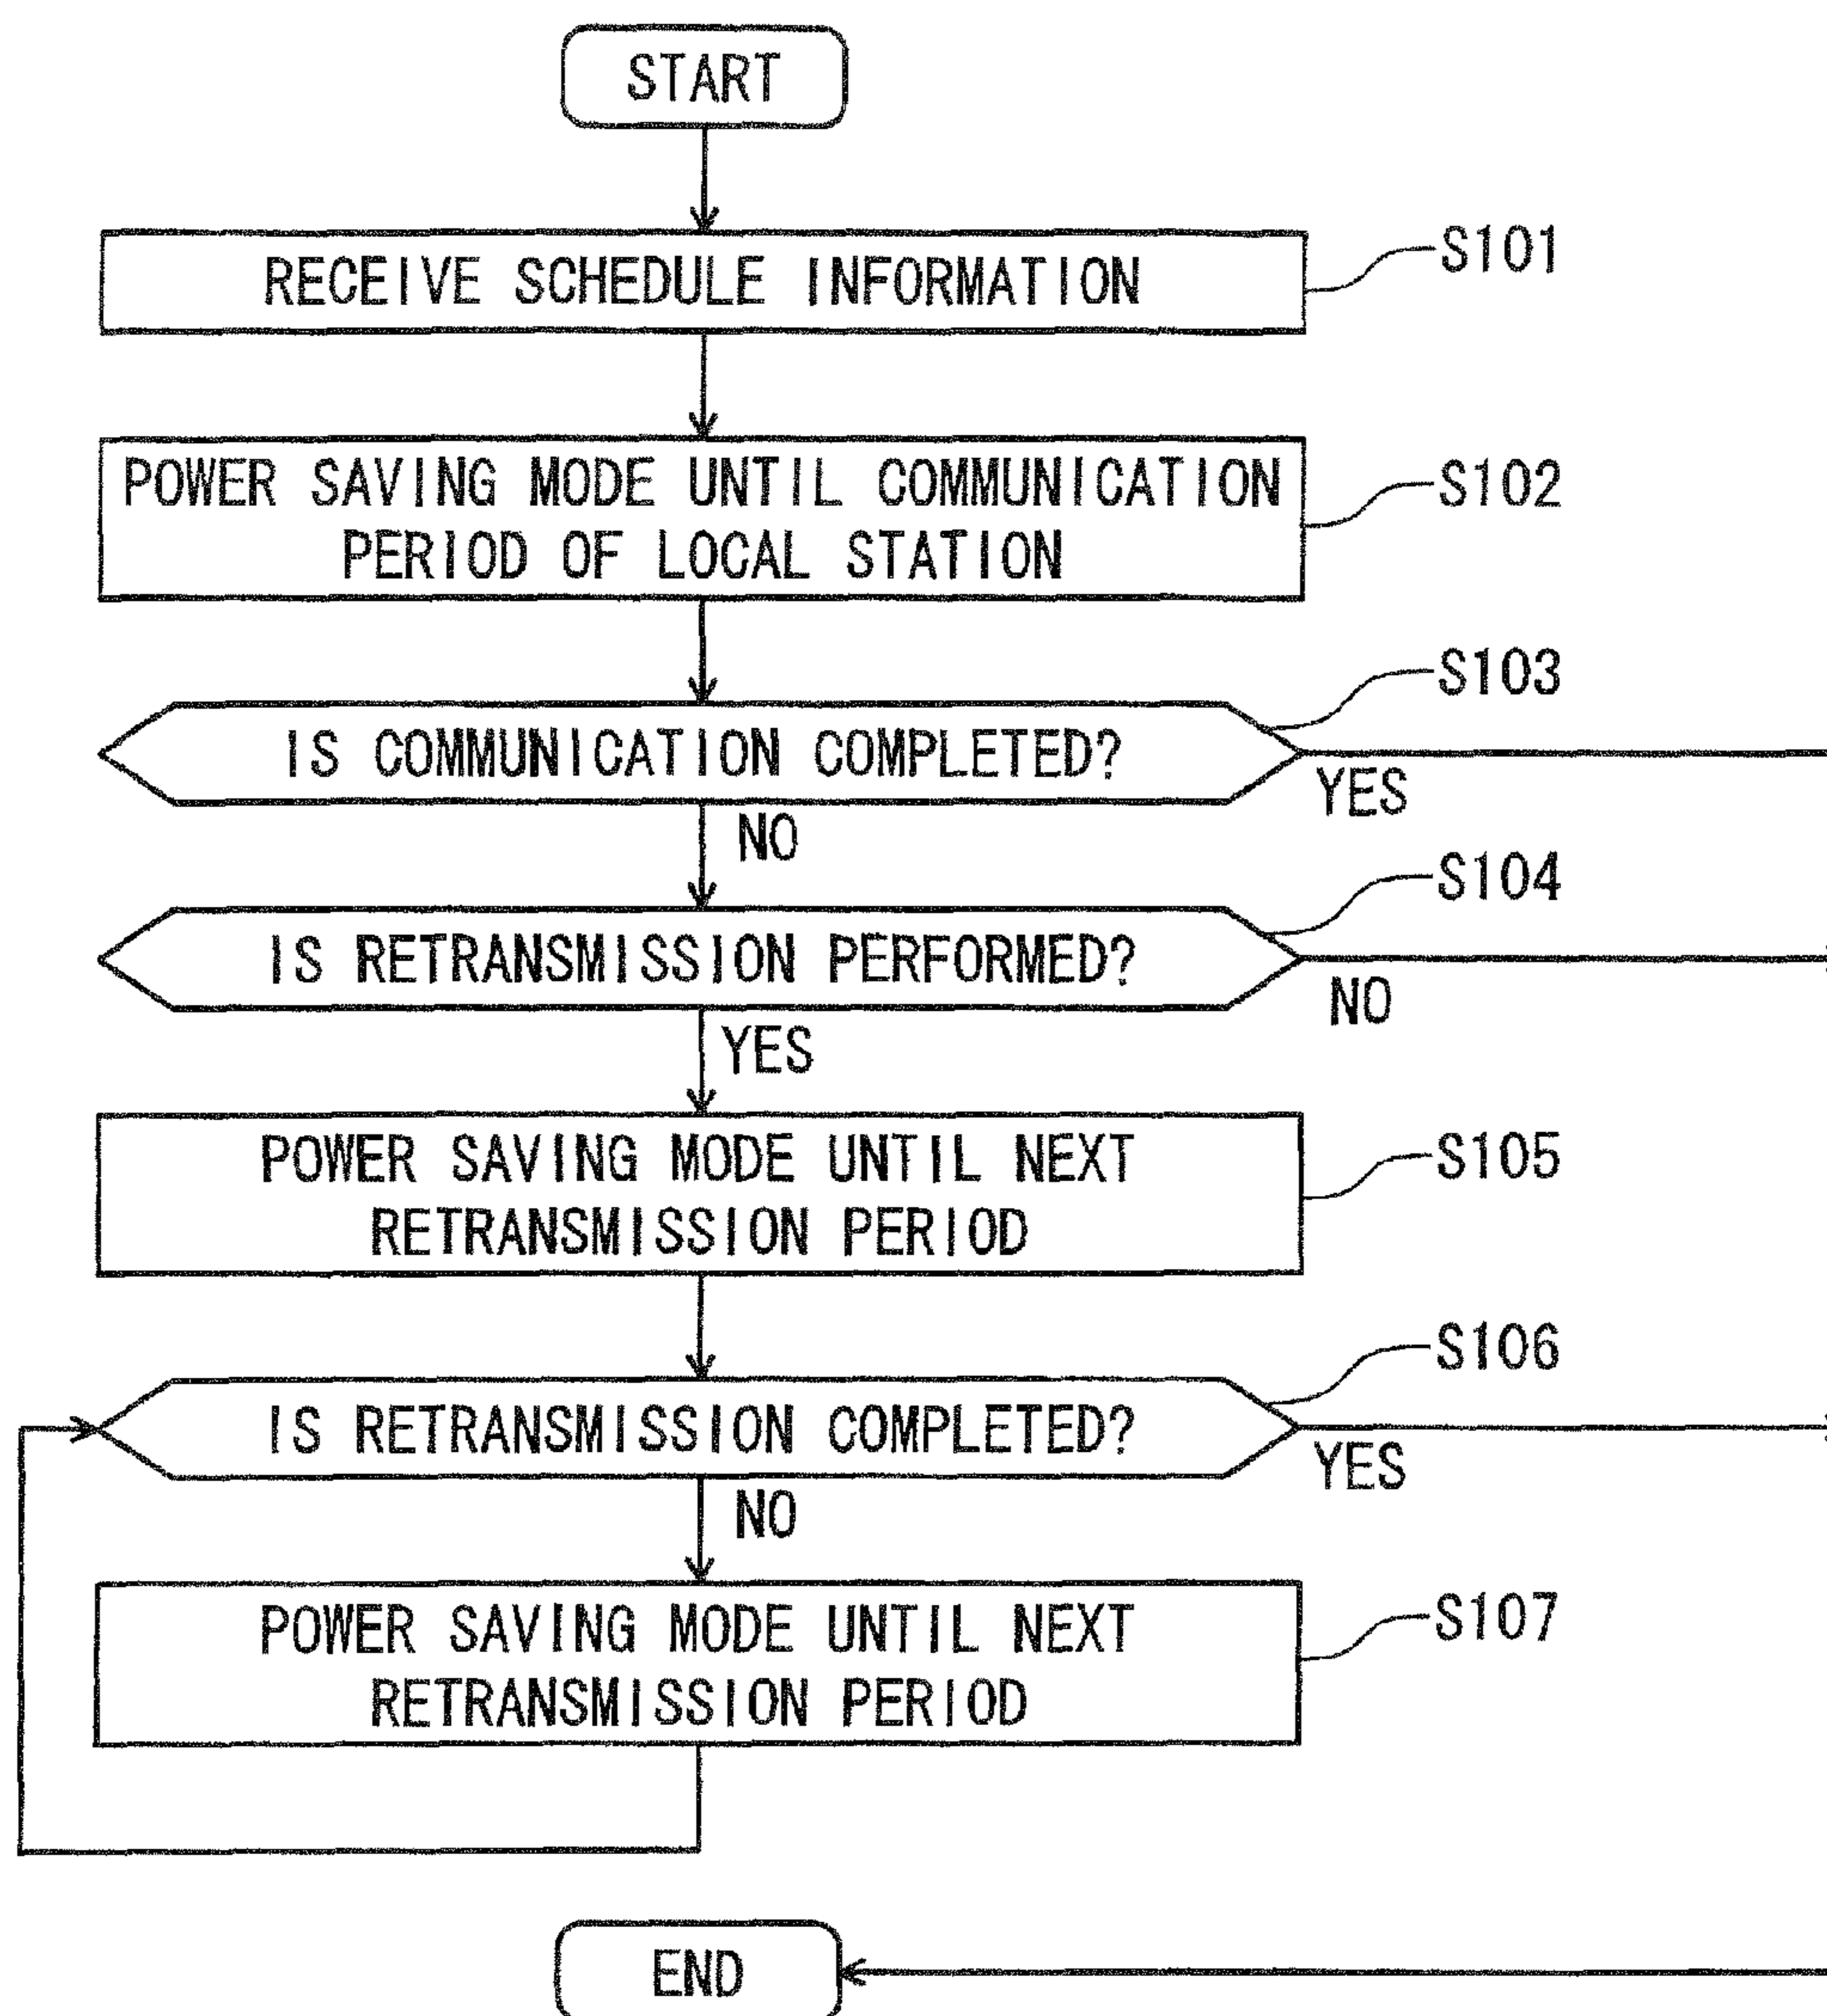 START
RECEIVE SCHEDULE INFORMATION
S101
POWER SAVING MODE UNTIL COMMUNICATION
PERIOD OF LOCAL STATION
S102
IS COMMUNICATION COMPLETED?
S103
YES
NO
IS RETRANSMISSION PERFORMED?
S104
NO
YES
POWER SAVING MODE UNTIL NEXT
RETRANSMISSION PERIOD
S105
IS RETRANSMISSION COMPLETED?
S106
YES
NO
POWER SAVING MODE UNTIL NEXT
RETRANSMISSION PERIOD
S107
END